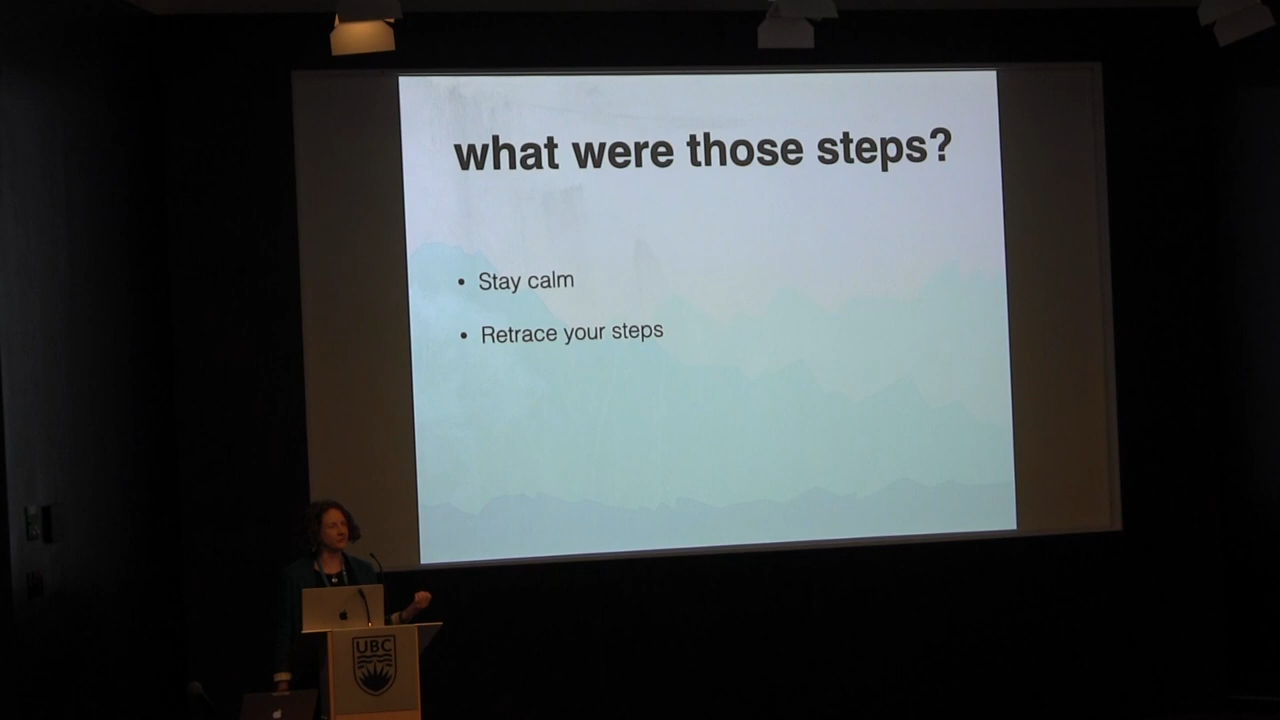 what were those steps?
• Stay calm
• Retrace your steps
UBC